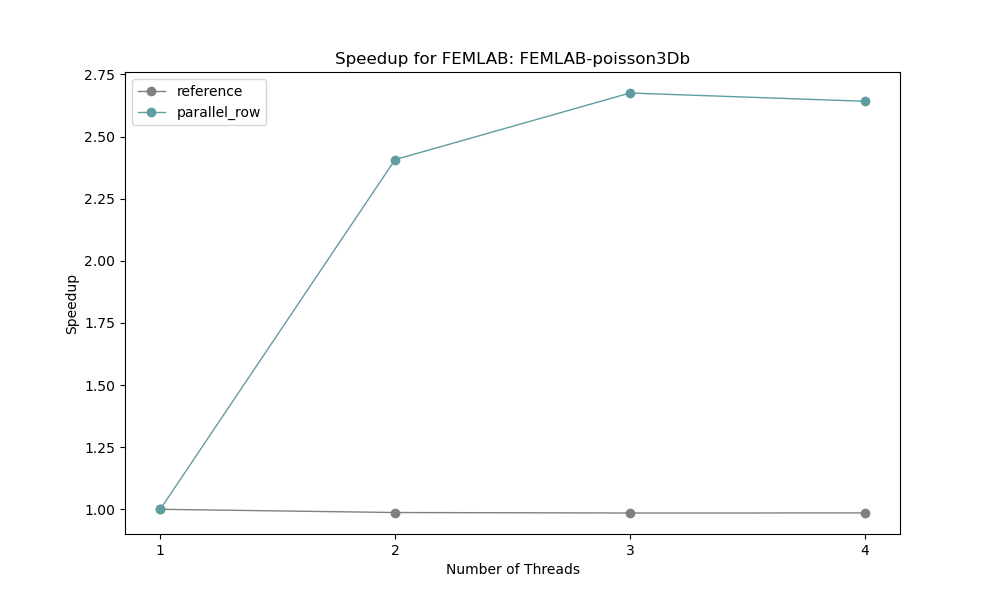 Speedup for FEMLAB: FEMLAB-poisson3Db
reference
parallel_row
2.75
2.50
2.25
2.00
1.75
1.50
1.25
1.00
Speedup
1 2 3 4
Number of Threads